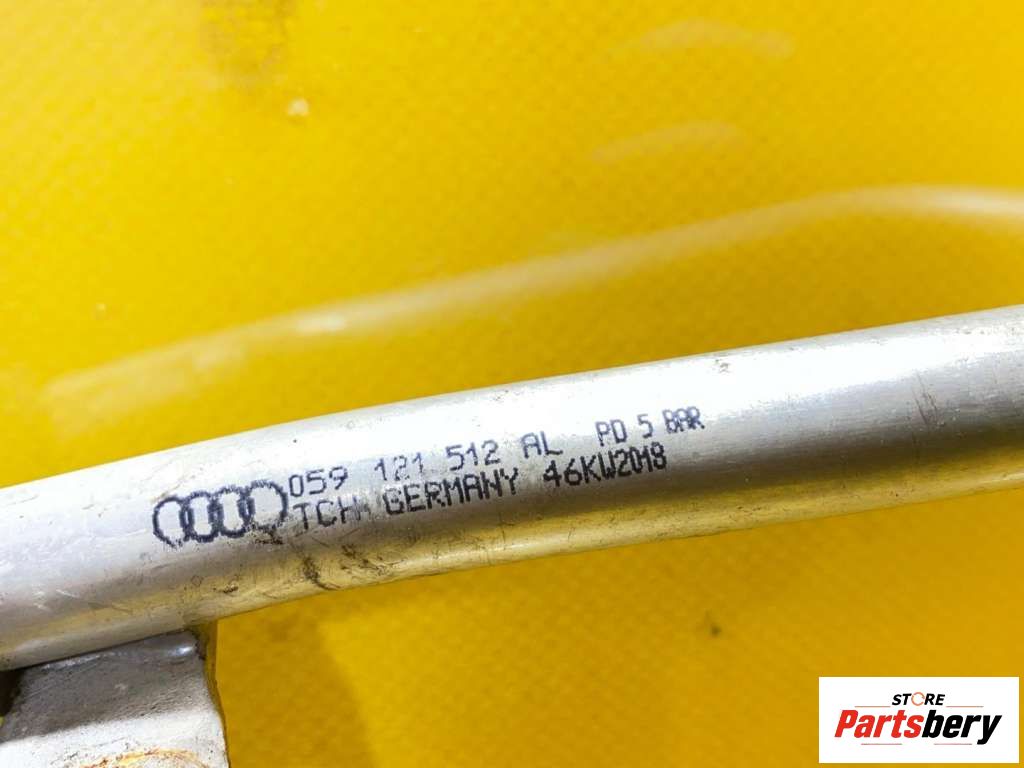 059 121 512 AL PD 5 BAR
TCH GERMANY 46KW2018
STORE
Partsbery